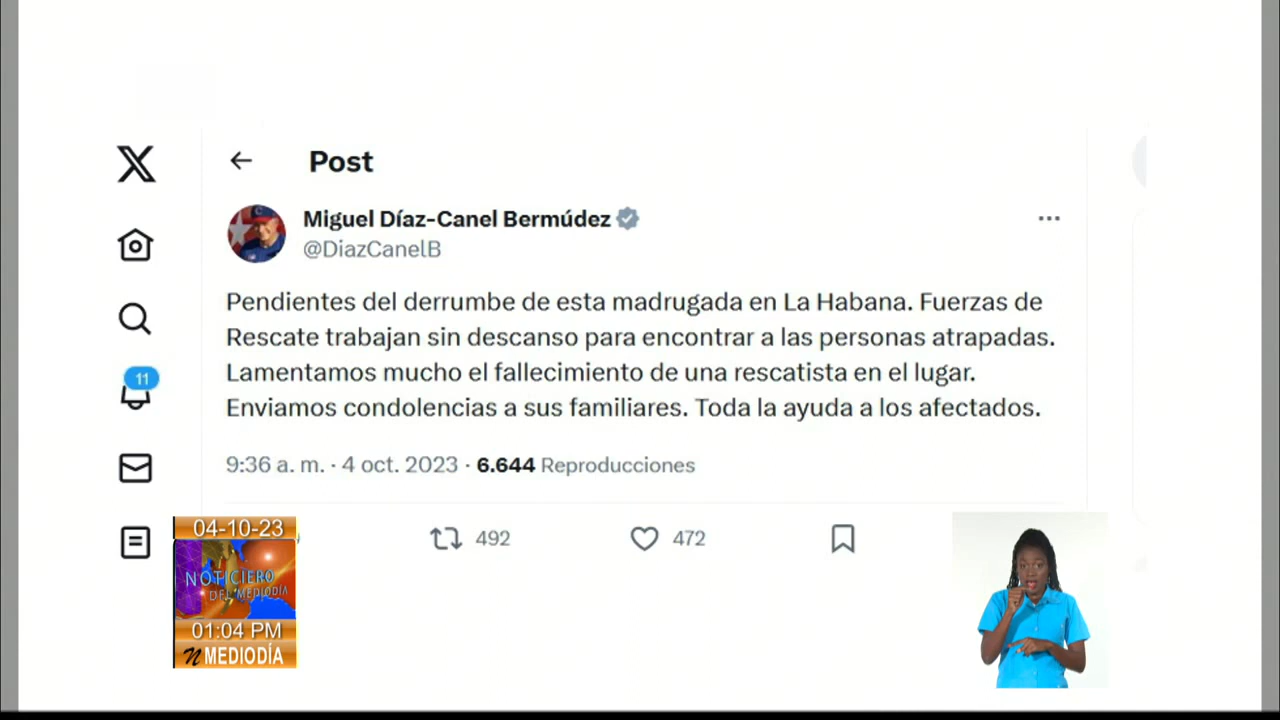 Post
Miguel Díaz-Canel Bermúdez
@DiazCanelB
Pendientes del derrumbe de esta madrugada en La Habana. Fuerzas de
Rescate trabajan sin descanso para encontrar a las personas atrapadas.
Lamentamos mucho el fallecimiento de una rescatista en el lugar.
Enviamos condolencias a sus familiares. Toda la ayuda a los afectados.
11
9:36 a. m. · 4 oct. 2023 · 6.644 Reproducciones
492 472
04-10-23
NOTICIERO
DEL MEDIODÍA
01:04 PM
MEDIODÍA